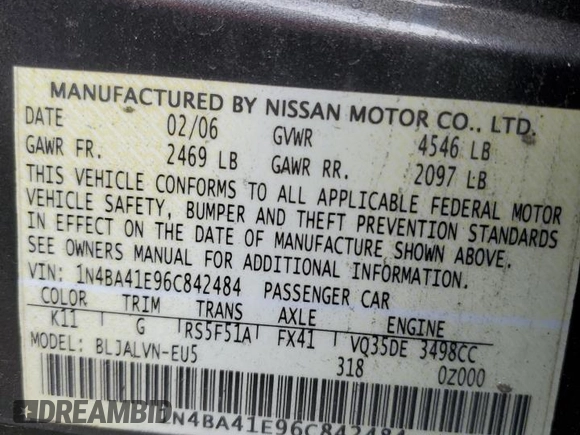 MANUFACTURED BY NISSAN MOTOR CO., LTD.
DATE 02/06 GVWR 4546 LB
GAWR FR. 2469 LB GAWR RR. 2097 LB
THIS VEHICLE CONFORMS TO ALL APPLICABLE FEDERAL MOTOR
VEHICLE SAFETY, BUMPER AND THEFT PREVENTION STANDARDS
IN EFFECT ON THE DATE OF MANUFACTURE SHOWN ABOVE.
SEE OWNERS MANUAL FOR ADDITIONAL INFORMATION.
VIN: 1N4BA41E96C842484 PASSENGER CAR
COLOR TRIM TRANS AXLE ENGINE
K11 G RS5F51A FX41 VQ35DE 3498CC
MODEL: BLJALVN-EU5 318 0Z000
1N4BA41E96C842484
DREAMBID